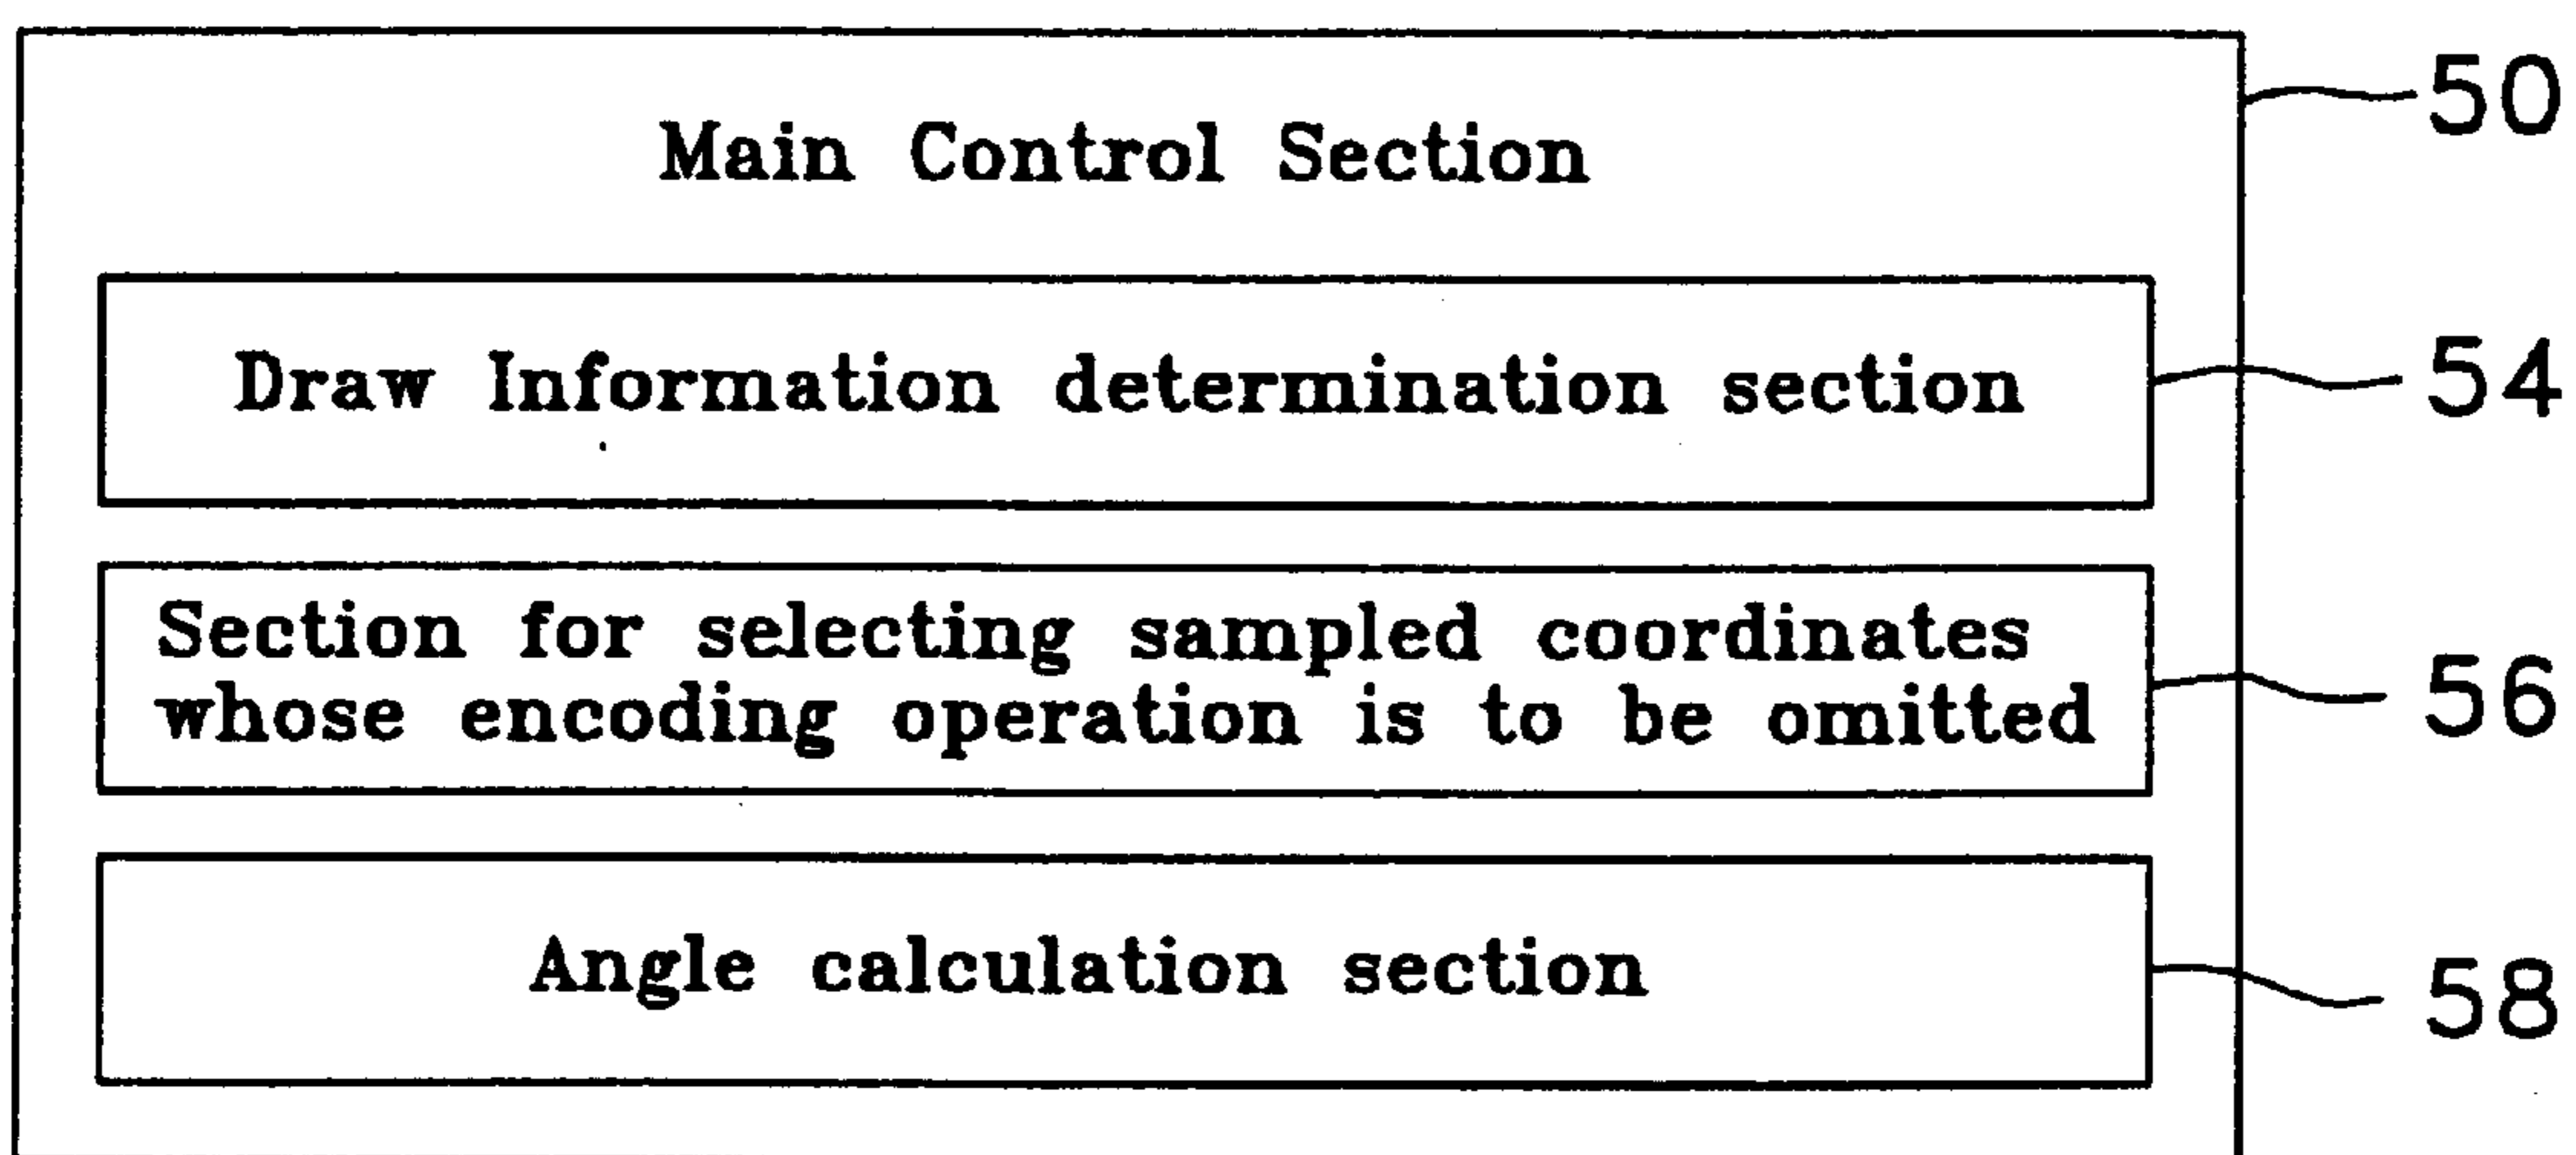 Main Control Section
50
Draw Information determination section
54
Section for selecting sampled coordinates
whose encoding operation is to be omitted
56
Angle calculation section
58